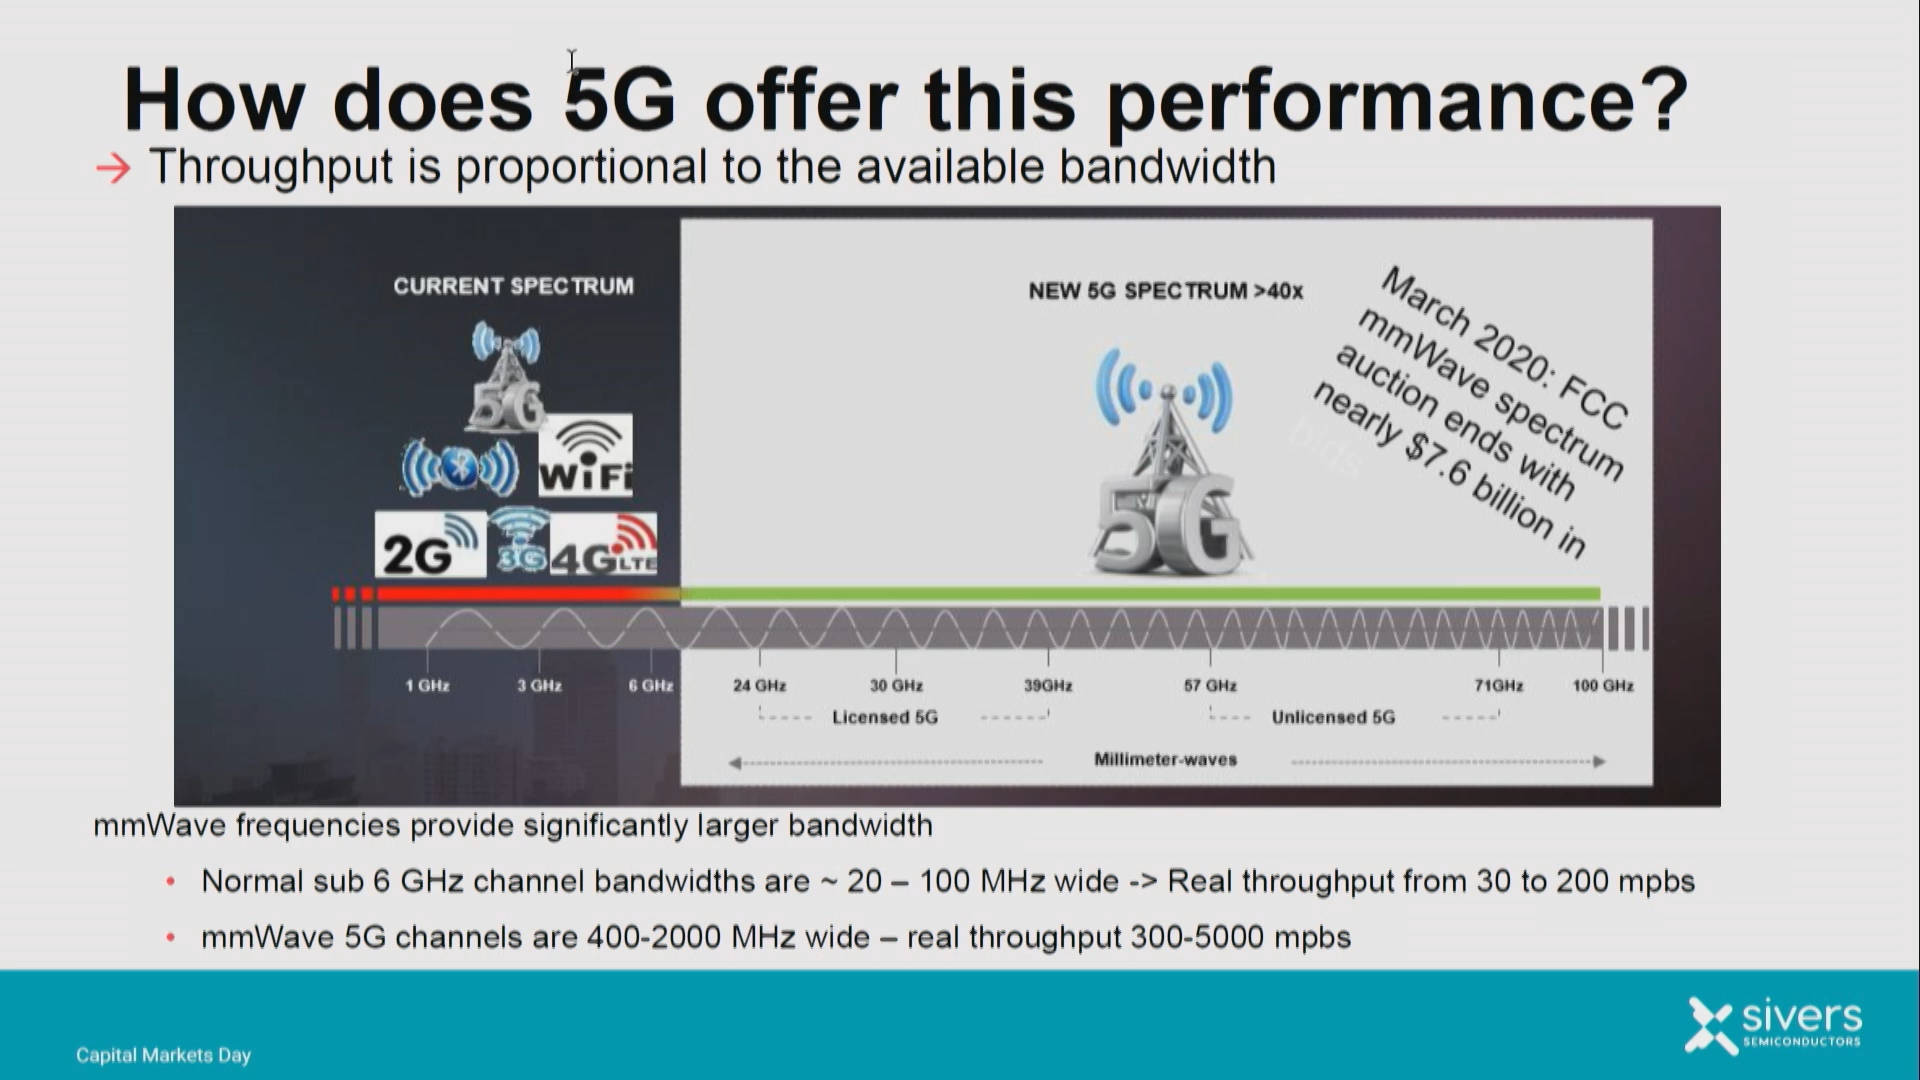 How does 5G offer this performance?
→ Throughput is proportional to the available bandwidth
CURRENT SPECTRUM
5G
WiFi
2G
3G
4G LTE
NEW 5G SPECTRUM >40x
5G
March 2020: FCC
mmWave spectrum
auction ends with
nearly $7.6 billion in
bids
1 GHz
3 GHz
6 GHz
24 GHz
30 GHz
39GHz
57 GHz
71GHz
100 GHz
Licensed 5G
Unlicensed 5G
Millimeter-waves
mmWave frequencies provide significantly larger bandwidth
• Normal sub 6 GHz channel bandwidths are ~ 20 – 100 MHz wide -> Real throughput from 30 to 200 mpbs
• mmWave 5G channels are 400-2000 MHz wide – real throughput 300-5000 mpbs
Capital Markets Day
sivers
SEMICONDUCTORS